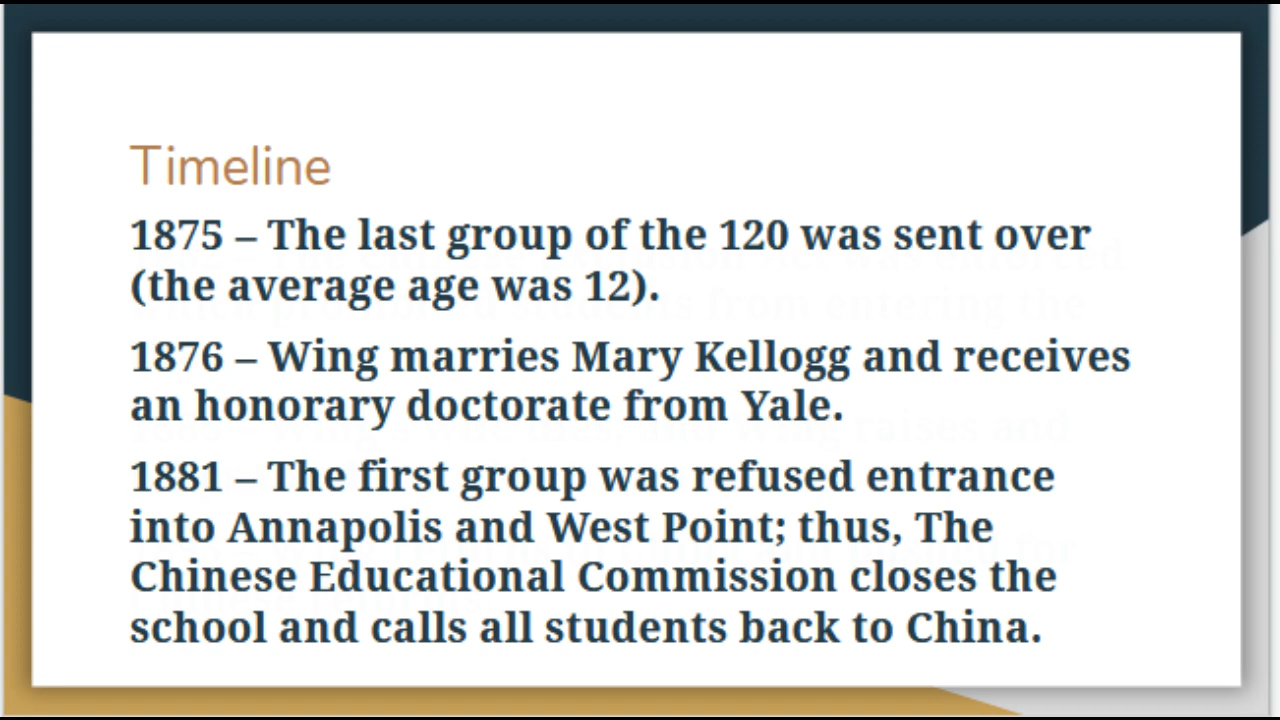 Timeline
1875 – The last group of the 120 was sent over
(the average age was 12).
1876 – Wing marries Mary Kellogg and receives
an honorary doctorate from Yale.
1881 – The first group was refused entrance
into Annapolis and West Point; thus, The
Chinese Educational Commission closes the
school and calls all students back to China.